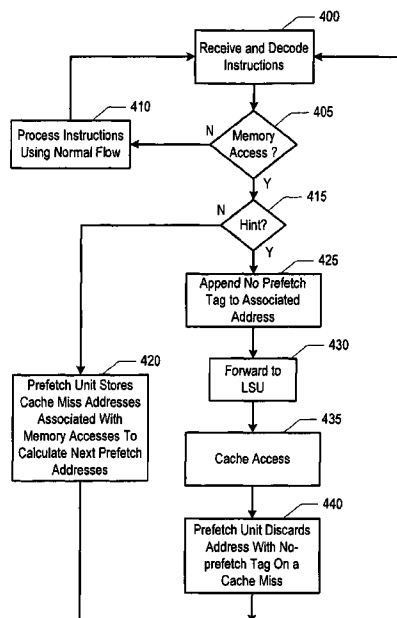 400
Receive and Decode
Instructions
410
Process Instructions
Using Normal Flow
405
N
Memory
Access ?
Y
415
N
Hint?
Y
425
Append No Prefetch
Tag to Associated
Address
430
Forward to
LSU
420
Prefetch Unit Stores
Cache Miss Addresses
Associated With
Memory Accesses To
Calculate Next Prefetch
Addresses
435
Cache Access
440
Prefetch Unit Discards
Address With No-
prefetch Tag On a
Cache Miss